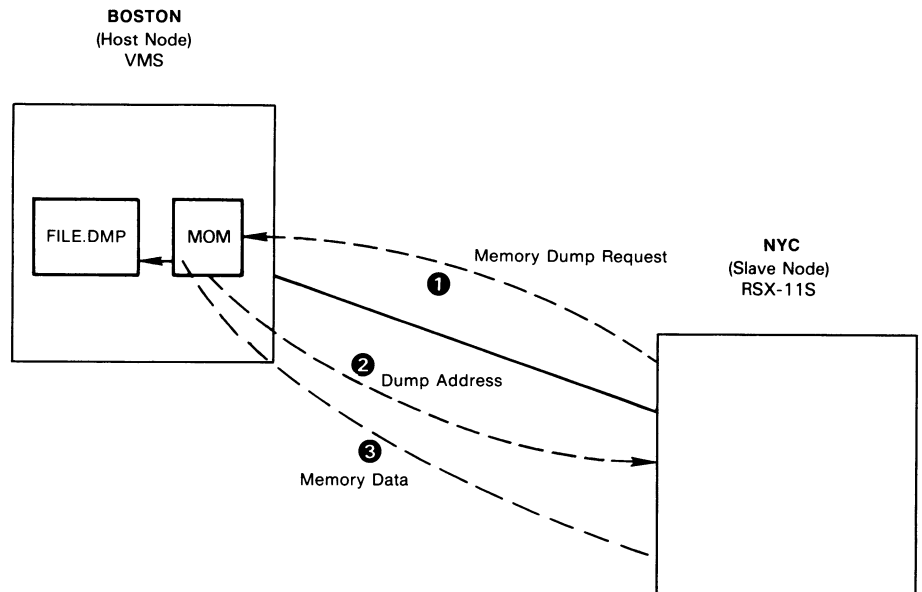 BOSTON
(Host Node)
VMS
FILE.DMP
MOM
Memory Dump Request
1
NYC
(Slave Node)
RSX-11S
2
Dump Address
3
Memory Data